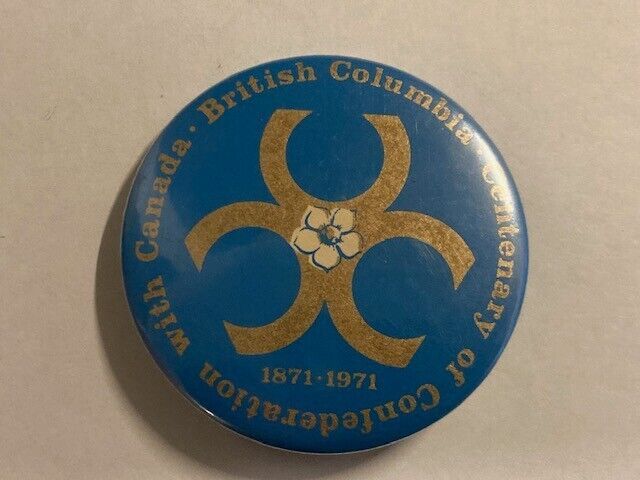 British Columbia · Centenary of Confederation with Canada ·
1871 · 1971